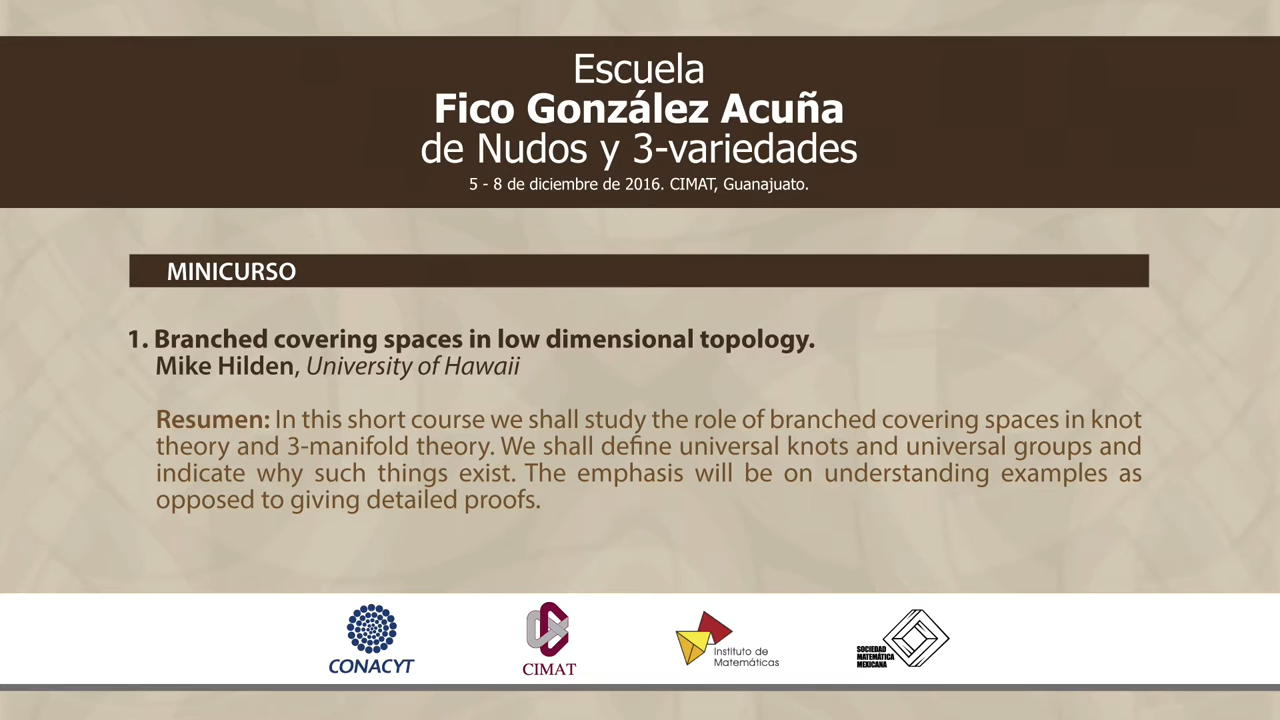 Escuela
Fico González Acuña
de Nudos y 3-variedades
5 - 8 de diciembre de 2016. CIMAT, Guanajuato.
MINICURSO
1. Branched covering spaces in low dimensional topology.
Mike Hilden, University of Hawaii
Resumen: In this short course we shall study the role of branched covering spaces in knot
theory and 3-manifold theory. We shall define universal knots and universal groups and
indicate why such things exist. The emphasis will be on understanding examples as
opposed to giving detailed proofs.
CONACYT
CIMAT
Instituto de
Matemáticas
SOCIEDAD
MATEMÁTICA
MEXICANA